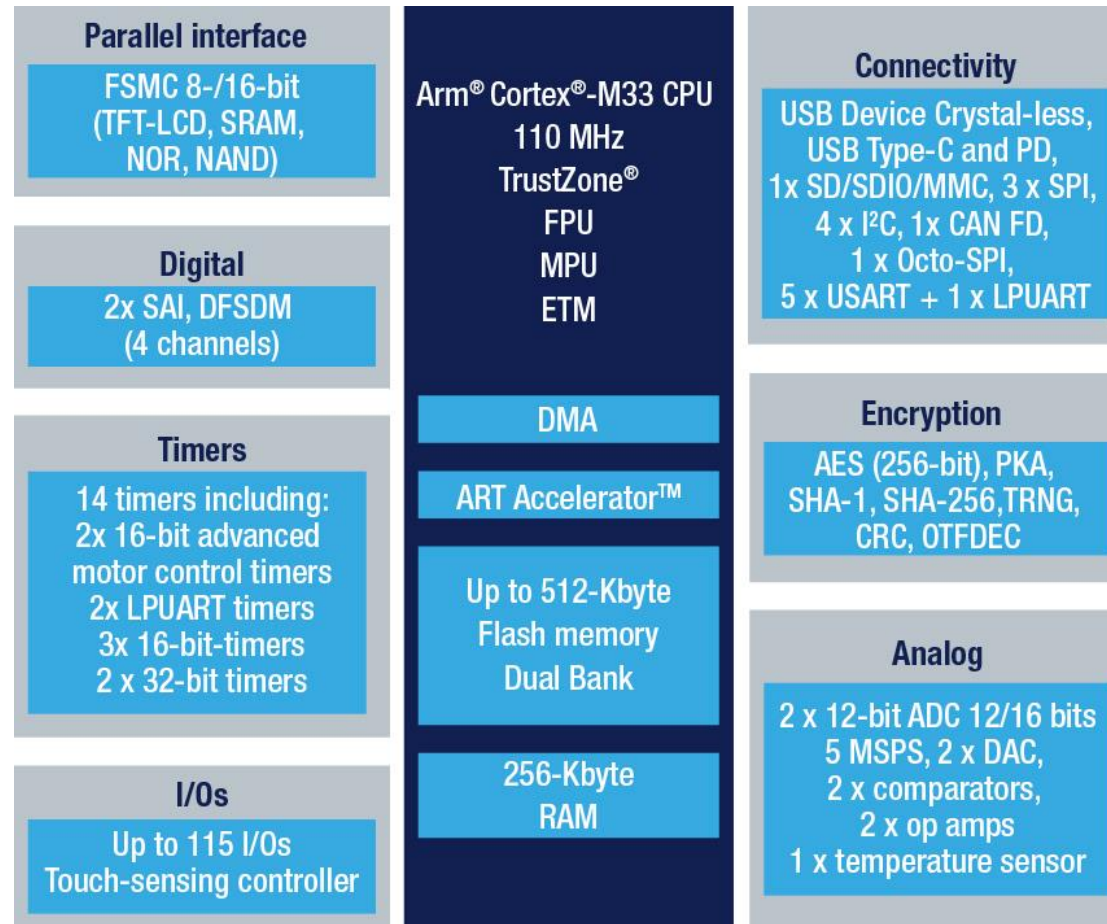 Parallel interface
FSMC 8-/16-bit
(TFT-LCD, SRAM,
NOR, NAND)
Digital
2x SAI, DFSDM
(4 channels)
Timers
14 timers including:
2x 16-bit advanced
motor control timers
2x LPUART timers
3x 16-bit-timers
2 x 32-bit timers
I/Os
Up to 115 I/Os
Touch-sensing controller
Arm® Cortex®-M33 CPU
110 MHz
TrustZone®
FPU
MPU
ETM
DMA
ART Accelerator™
Up to 512-Kbyte
Flash memory
Dual Bank
256-Kbyte
RAM
Connectivity
USB Device Crystal-less,
USB Type-C and PD,
1x SD/SDIO/MMC, 3 x SPI,
4 x I²C, 1x CAN FD,
1 x Octo-SPI,
5 x USART + 1 x LPUART
Encryption
AES (256-bit), PKA,
SHA-1, SHA-256,TRNG,
CRC, OTFDEC
Analog
2 x 12-bit ADC 12/16 bits
5 MSPS, 2 x DAC,
2 x comparators,
2 x op amps
1 x temperature sensor